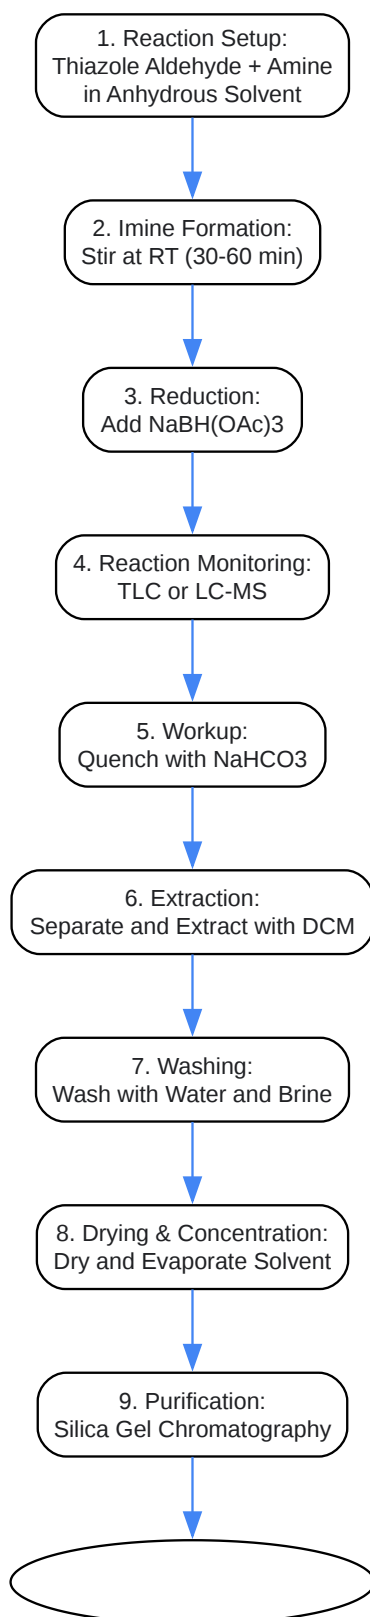 1. Reaction Setup:
Thiazole Aldehyde + Amine
in Anhydrous Solvent
2. Imine Formation:
Stir at RT (30-60 min)
3. Reduction:
Add NaBH(OAc)3
4. Reaction Monitoring:
TLC or LC-MS
5. Workup:
Quench with NaHCO3
6. Extraction:
Separate and Extract with DCM
7. Washing:
Wash with Water and Brine
8. Drying & Concentration:
Dry and Evaporate Solvent
9. Purification:
Silica Gel Chromatography